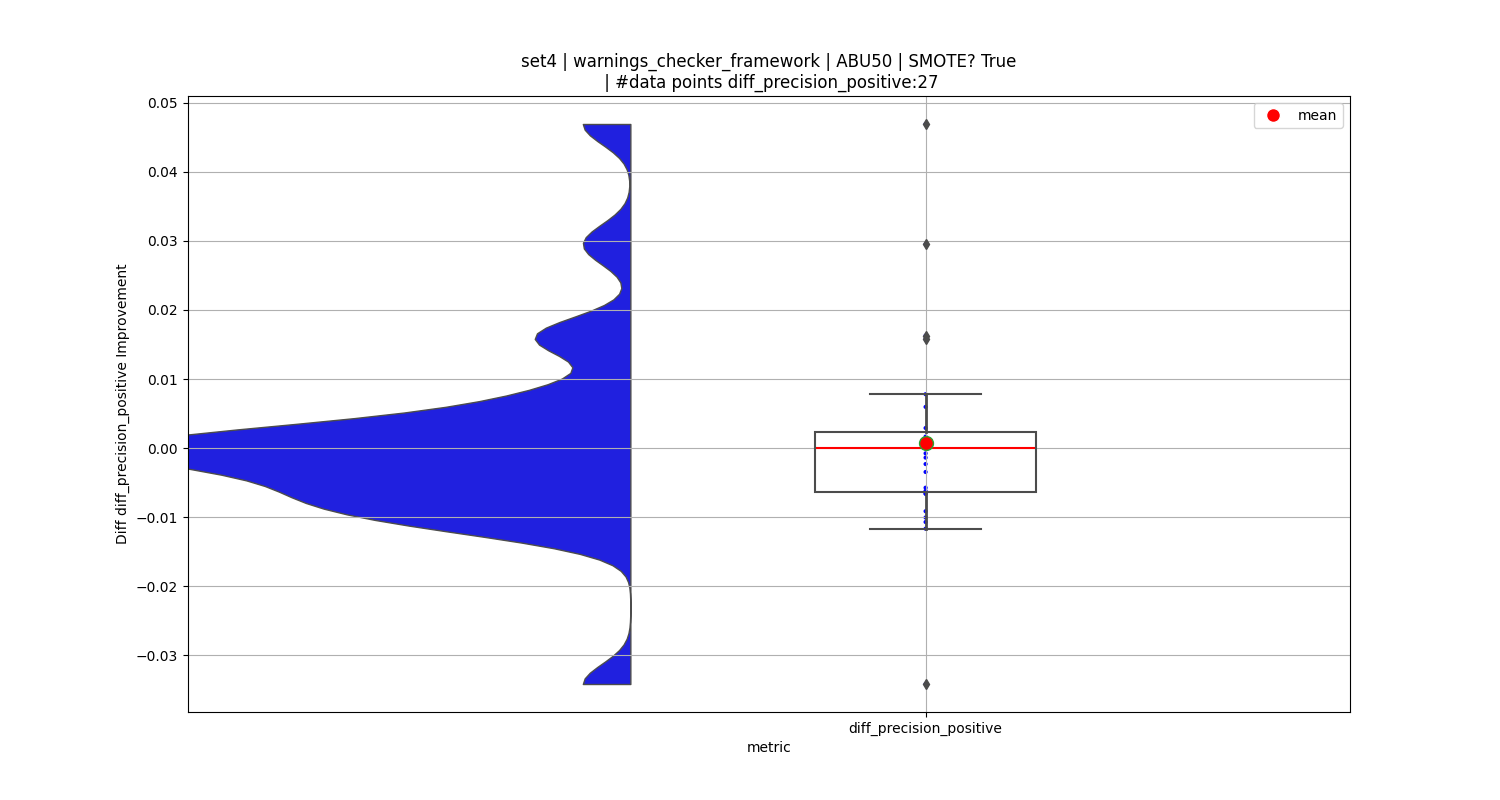 set4 | warnings_checker_framework | ABU50 | SMOTE? True
| #data points diff_precision_positive:27
0.05
0.04
0.03
0.02
0.01
0.00
−0.01
−0.02
−0.03
Diff diff_precision_positive Improvement
mean
diff_precision_positive
metric